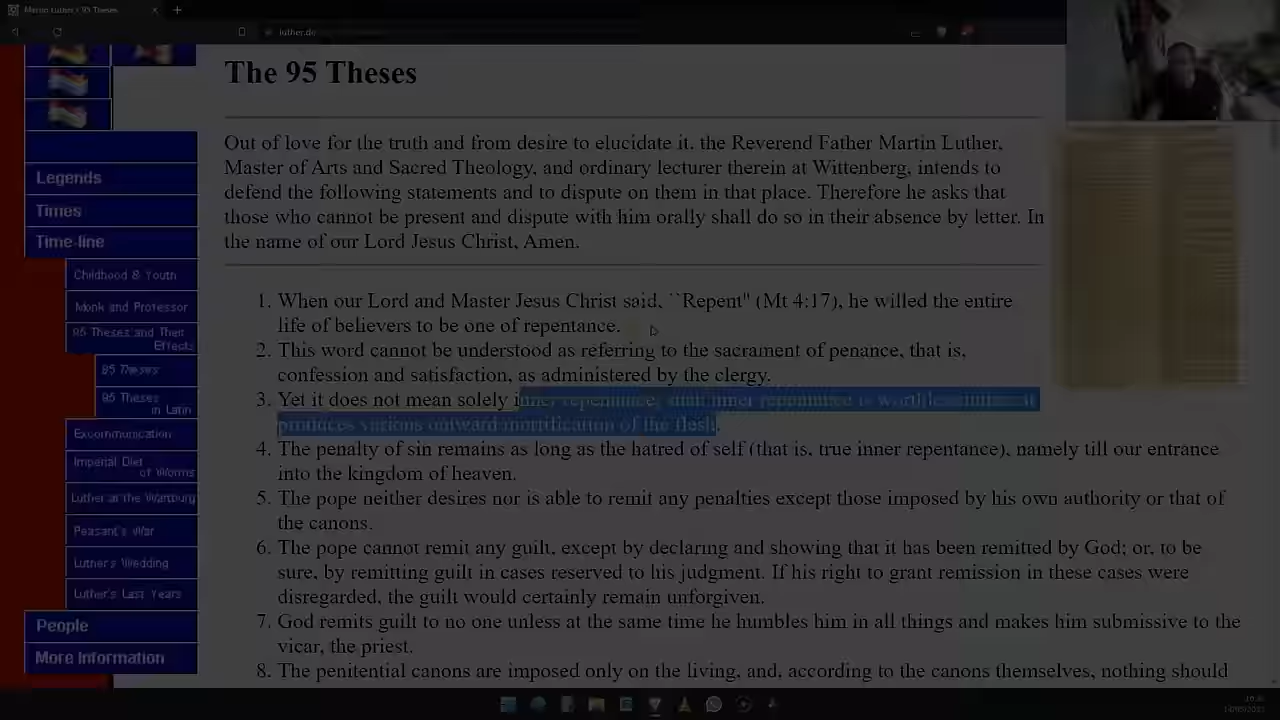 Martin Luther - 95 Theses
luther.de
The 95 Theses
Out of love for the truth and from desire to elucidate it, the Reverend Father Martin Luther,
Master of Arts and Sacred Theology, and ordinary lecturer therein at Wittenberg, intends to
defend the following statements and to dispute on them in that place. Therefore he asks that
those who cannot be present and dispute with him orally shall do so in their absence by letter. In
the name of our Lord Jesus Christ, Amen.
1. When our Lord and Master Jesus Christ said, ``Repent'' (Mt 4:17), he willed the entire
life of believers to be one of repentance.
2. This word cannot be understood as referring to the sacrament of penance, that is,
confession and satisfaction, as administered by the clergy.
3. Yet it does not mean solely inner repentance; such inner repentance is worthless unless it
produces various outward mortification of the flesh.
4. The penalty of sin remains as long as the hatred of self (that is, true inner repentance), namely till our entrance
into the kingdom of heaven.
5. The pope neither desires nor is able to remit any penalties except those imposed by his own authority or that of
the canons.
6. The pope cannot remit any guilt, except by declaring and showing that it has been remitted by God; or, to be
sure, by remitting guilt in cases reserved to his judgment. If his right to grant remission in these cases were
disregarded, the guilt would certainly remain unforgiven.
7. God remits guilt to no one unless at the same time he humbles him in all things and makes him submissive to the
vicar, the priest.
8. The penitential canons are imposed only on the living, and, according to the canons themselves, nothing should
Legends
Times
Time-line
Childhood & Youth
Monk and Professor
95 Theses and Their
Effects
95 Theses
95 Theses
in Latin
Excommunication
Imperial Diet
of Worms
Luther at the Wartburg
Peasant's War
Luther's Wedding
Luther's Last Years
People
More Information